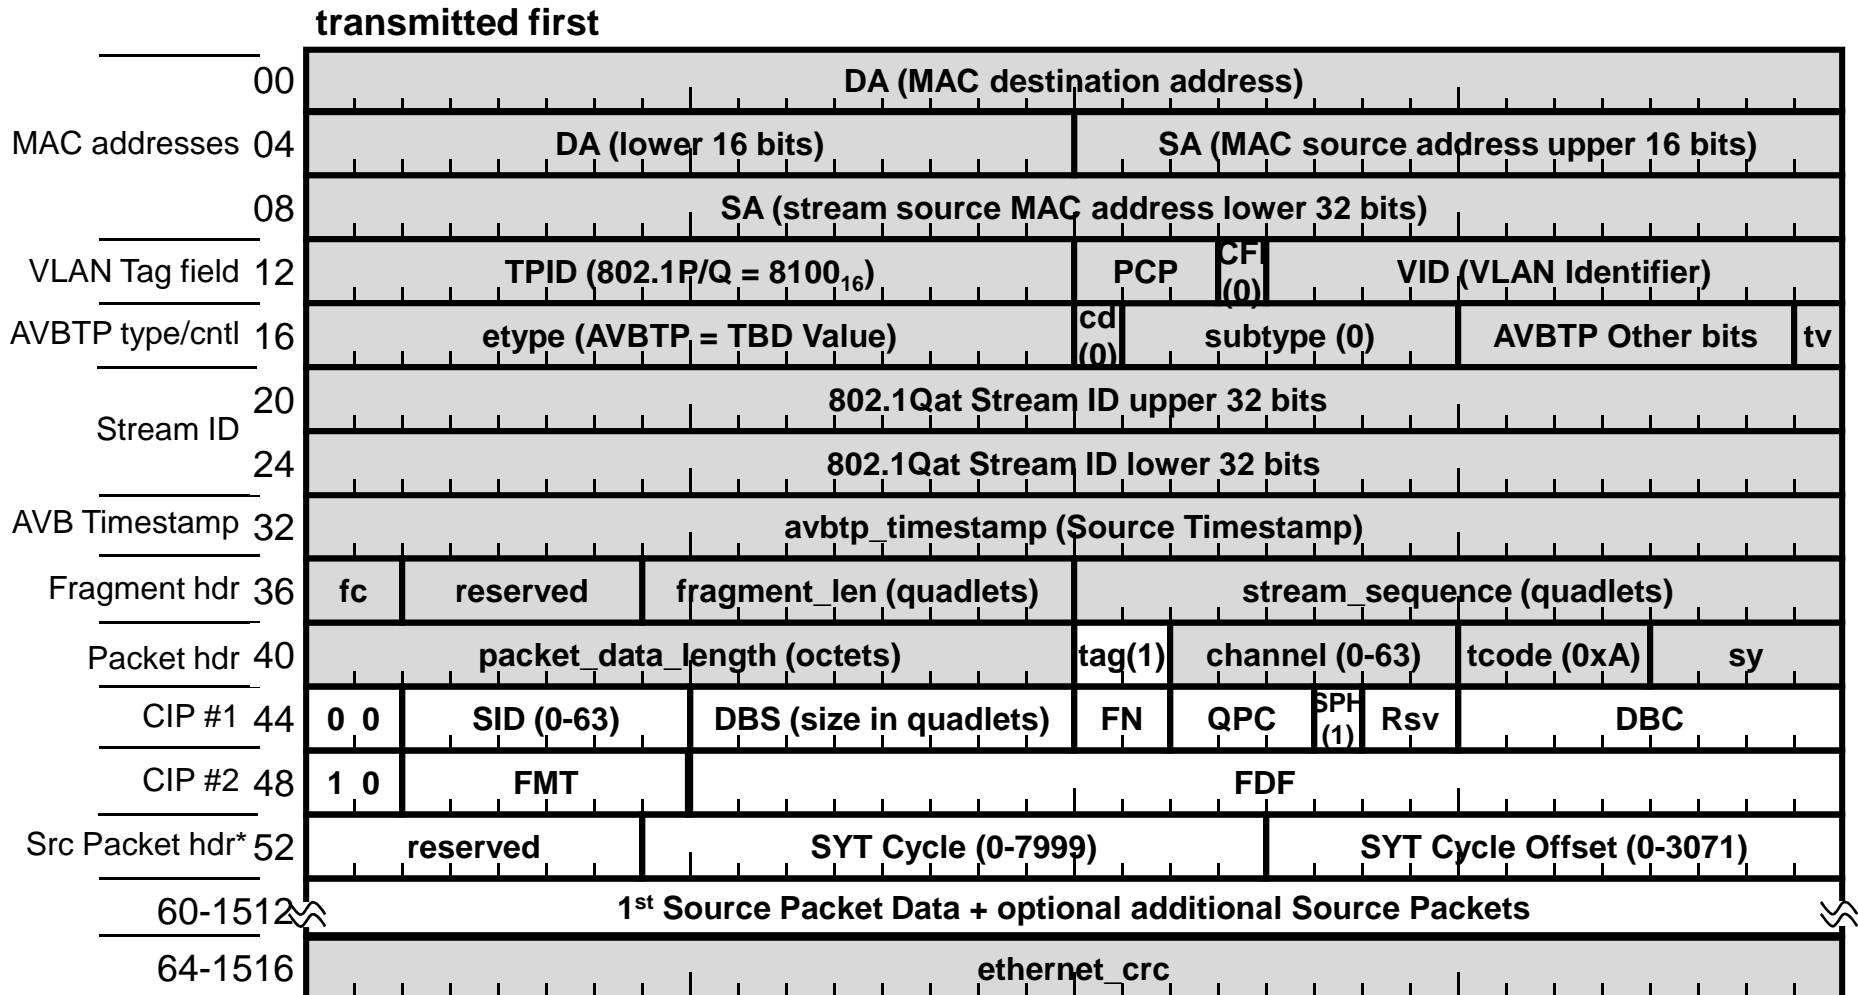 transmitted first
00 DA (MAC destination address)
MAC addresses 04 DA (lower 16 bits) SA (MAC source address upper 16 bits)
08 SA (stream source MAC address lower 32 bits)
VLAN Tag field 12 TPID (802.1P/Q = 8100₁₆) PCP CFI (0) VID (VLAN Identifier)
AVBTP type/cntl 16 etype (AVBTP = TBD Value) cd (0) subtype (0) AVBTP Other bits tv
20 802.1Qat Stream ID upper 32 bits
Stream ID
24 802.1Qat Stream ID lower 32 bits
AVB Timestamp 32 avbtp_timestamp (Source Timestamp)
Fragment hdr 36 fc reserved fragment_len (quadlets) stream_sequence (quadlets)
Packet hdr 40 packet_data_length (octets) tag(1) channel (0-63) tcode (0xA) sy
CIP #1 44 0 0 SID (0-63) DBS (size in quadlets) FN QPC SPH (1) Rsv DBC
CIP #2 48 1 0 FMT FDF
Src Packet hdr* 52 reserved SYT Cycle (0-7999) SYT Cycle Offset (0-3071)
60-1512 1st Source Packet Data + optional additional Source Packets
64-1516 ethernet_crc